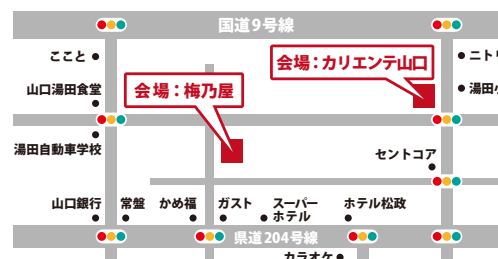 国道9号線
ここと
ニト
会場：カリエンテ山口
山口湯田食堂
会場：梅乃屋
湯田
湯田自動車学校
セントコア
山口銀行
常盤
かめ福
ガスト
スーパー
ホテル
ホテル松政
県道204号線
カラオケ